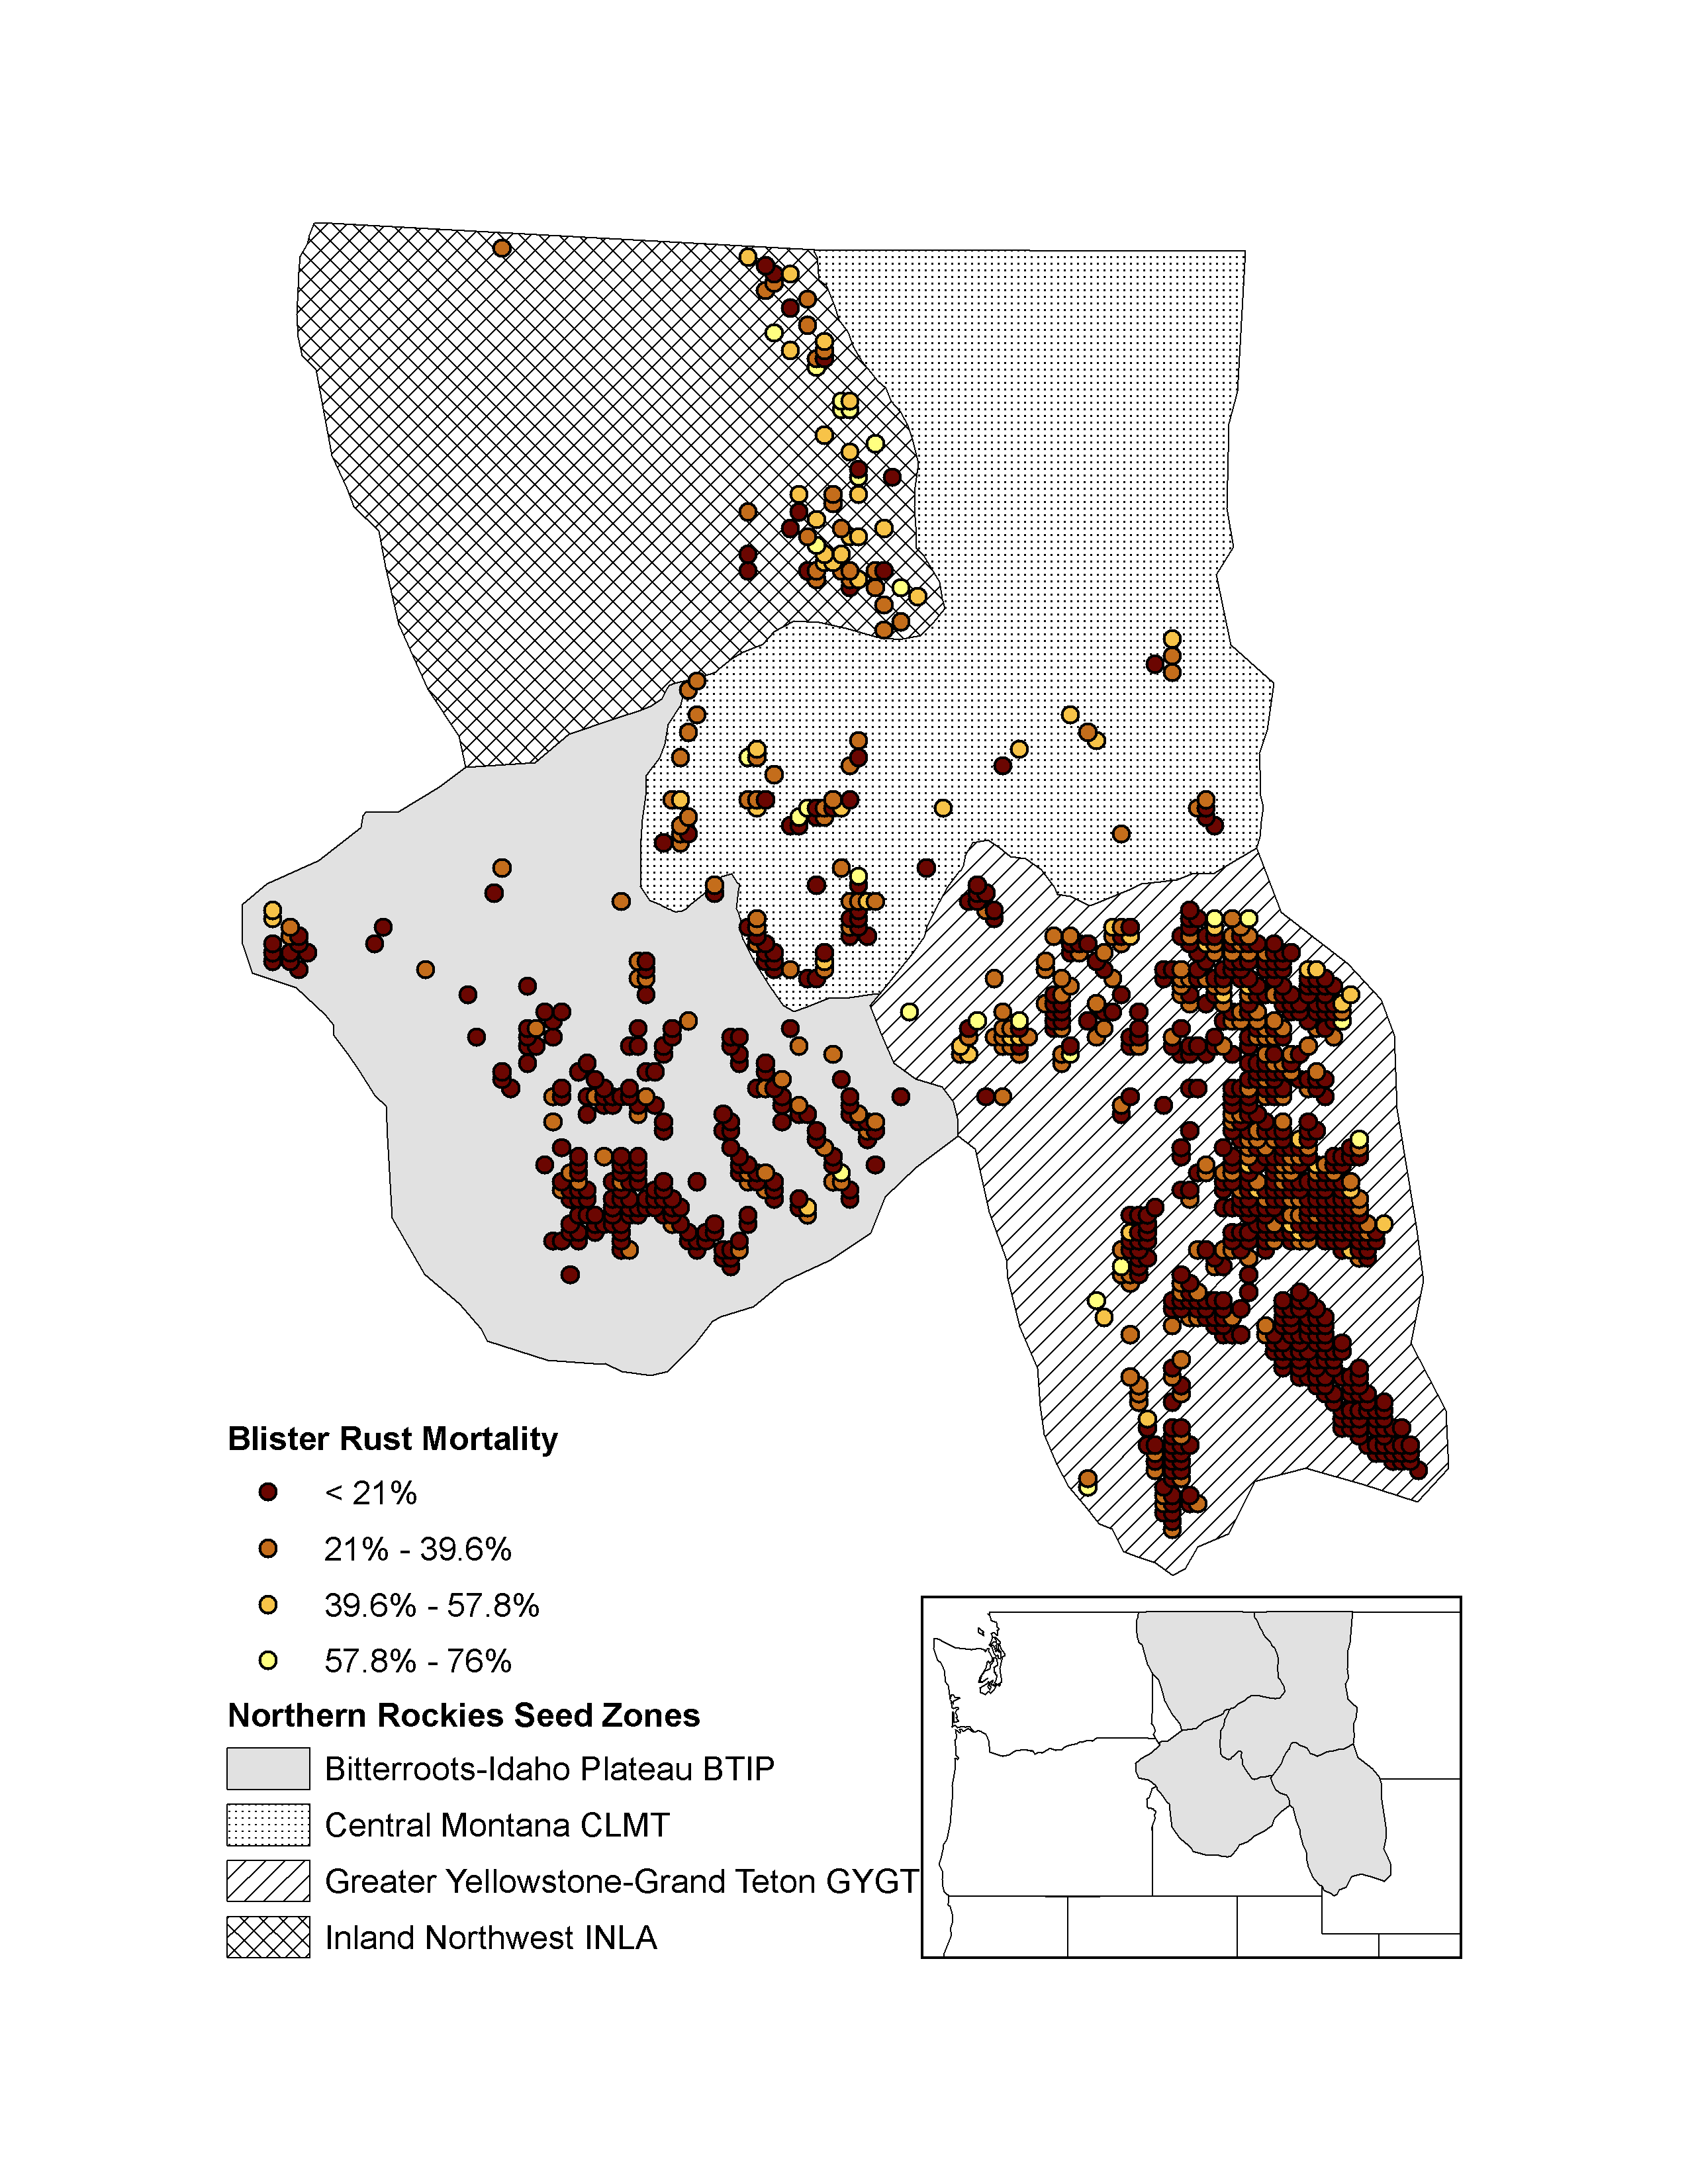 Blister Rust Mortality
< 21%
21% - 39.6%
39.6% - 57.8%
57.8% - 76%
Northern Rockies Seed Zones
Bitterroots-Idaho Plateau BTIP
Central Montana CLMT
Greater Yellowstone-Grand Teton GYGT
Inland Northwest INLA